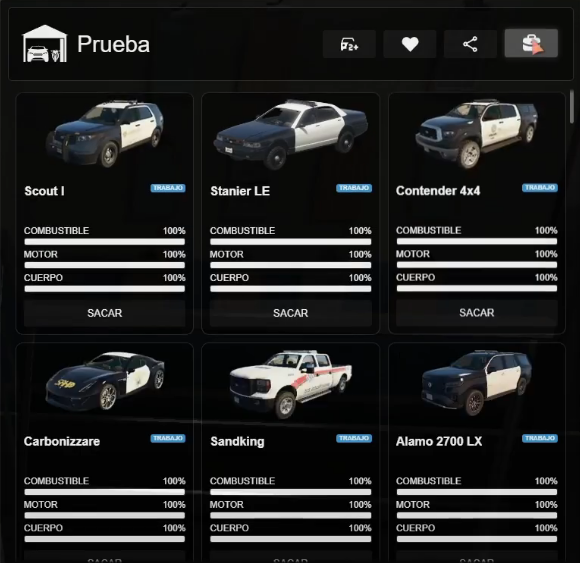 Prueba
2+
Scout I TRABAJO
COMBUSTIBLE 100%
MOTOR 100%
CUERPO 100%
SACAR
Stanier LE TRABAJO
COMBUSTIBLE 100%
MOTOR 100%
CUERPO 100%
SACAR
Contender 4x4 TRABAJO
COMBUSTIBLE 100%
MOTOR 100%
CUERPO 100%
SACAR
Carbonizzare TRABAJO
COMBUSTIBLE 100%
MOTOR 100%
CUERPO 100%
SACAR
Sandking TRABAJO
COMBUSTIBLE 100%
MOTOR 100%
CUERPO 100%
SACAR
Alamo 2700 LX TRABAJO
COMBUSTIBLE 100%
MOTOR 100%
CUERPO 100%
SACAR